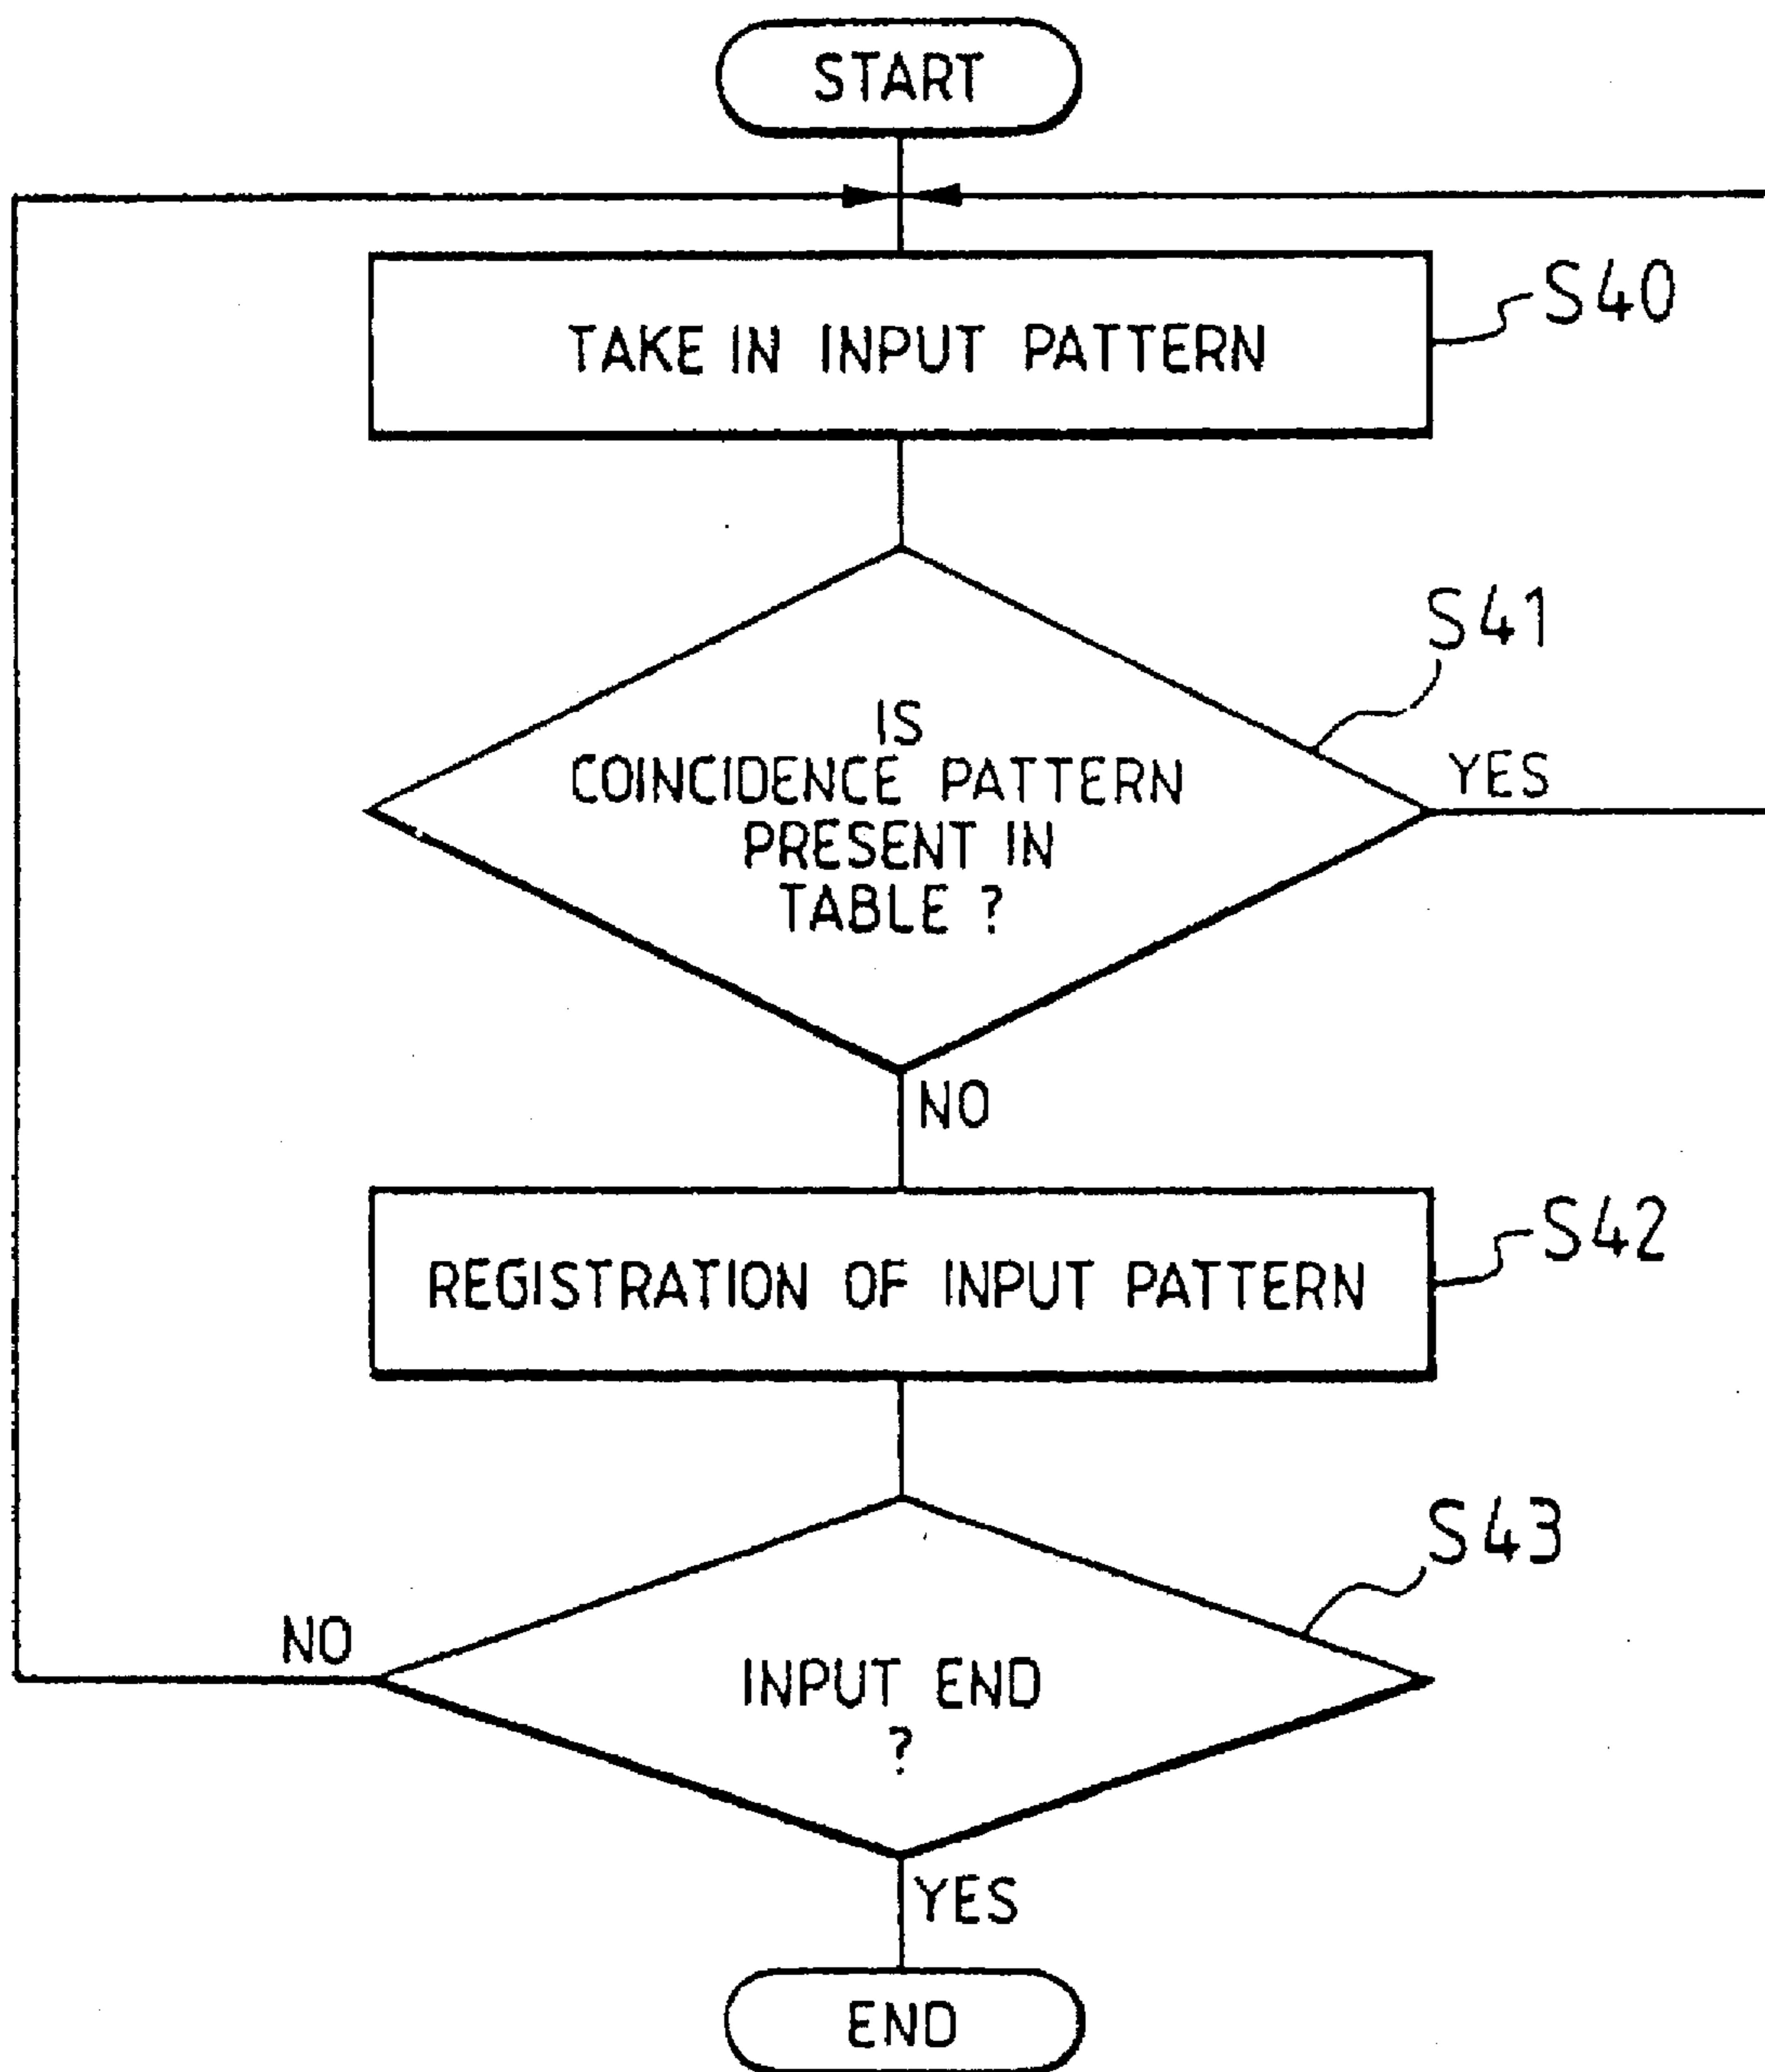 START
TAKE IN INPUT PATTERN
S40
S41
IS
COINCIDENCE PATTERN
PRESENT IN
TABLE ?
YES
NO
REGISTRATION OF INPUT PATTERN
S42
S43
NO
INPUT END
?
YES
END